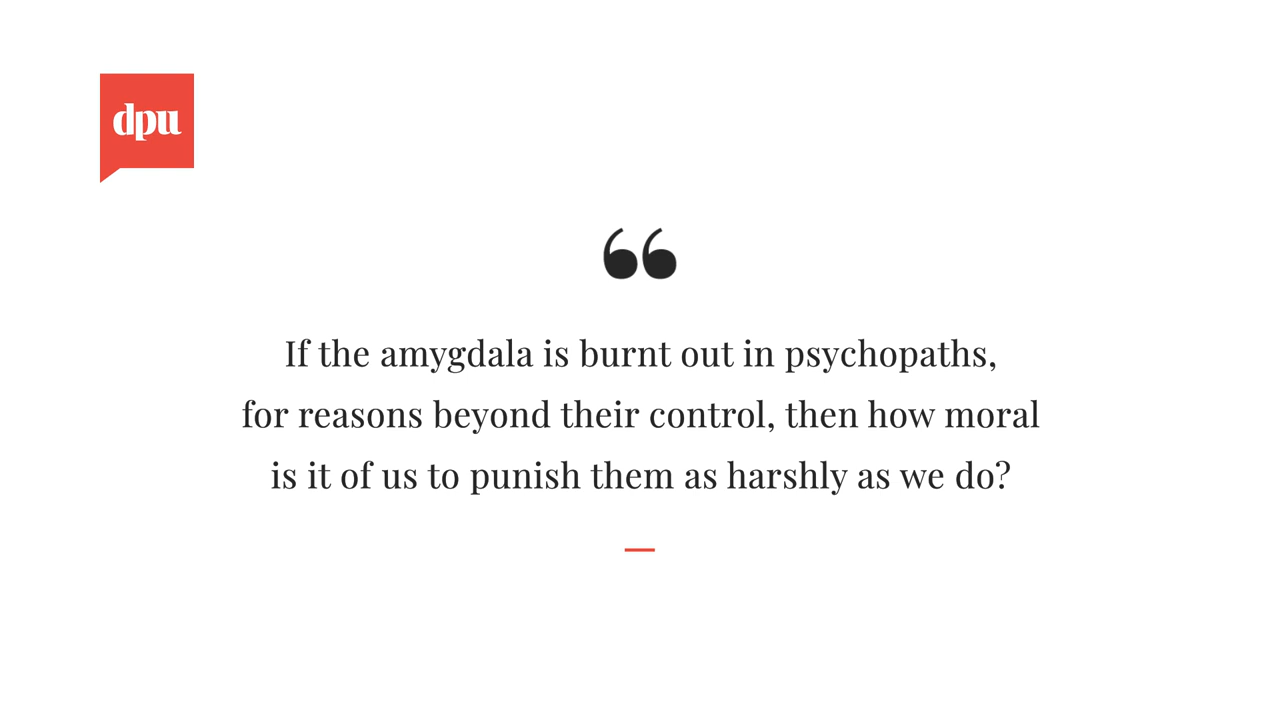 dpu
“
If the amygdala is burnt out in psychopaths,
for reasons beyond their control, then how moral
is it of us to punish them as harshly as we do?